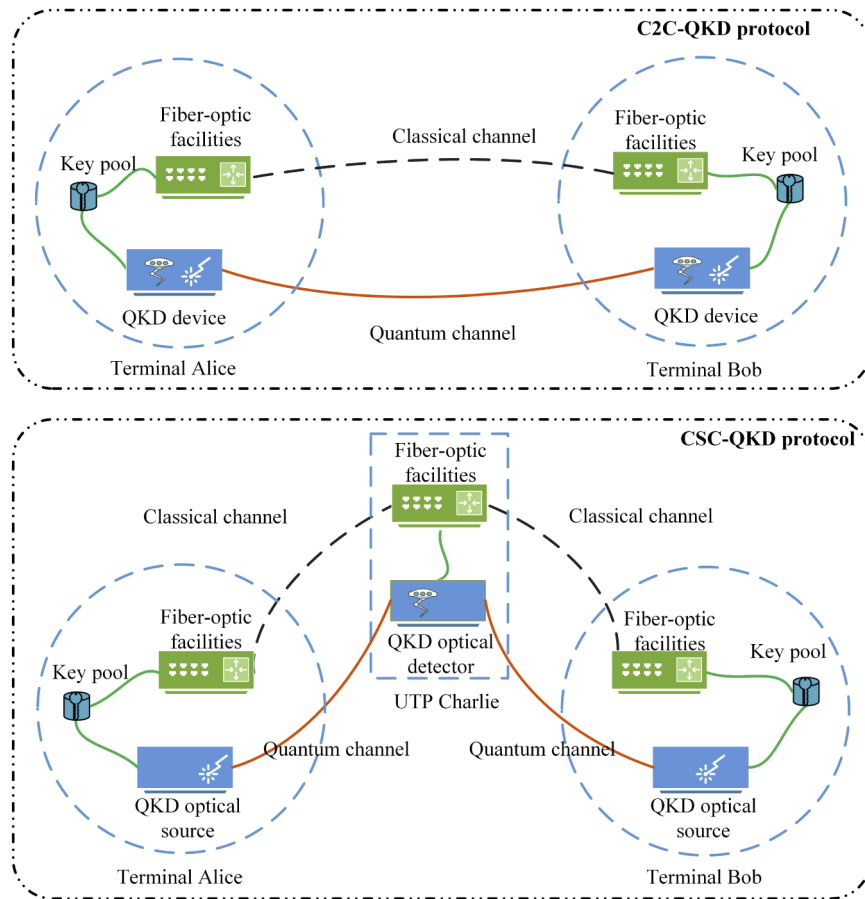 C2C-QKD protocol
Fiber-optic
facilities
Classical channel
Fiber-optic
facilities
Key pool
Key pool
QKD device
Quantum channel
QKD device
Terminal Alice
Terminal Bob
CSC-QKD protocol
Fiber-optic
facilities
Classical channel
Classical channel
Fiber-optic
facilities
QKD optical
detector
Fiber-optic
facilities
Key pool
Key pool
UTP Charlie
Quantum channel
Quantum channel
QKD optical
source
QKD optical
source
Terminal Alice
Terminal Bob